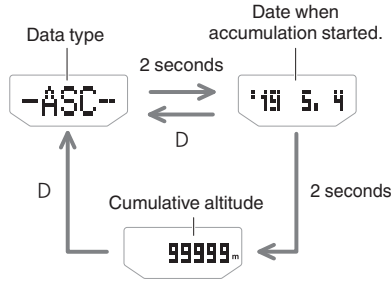 Data type
Date when
accumulation started.
2 seconds
-ASC--
'19 5. 4
D
D
2 seconds
Cumulative altitude
99999m